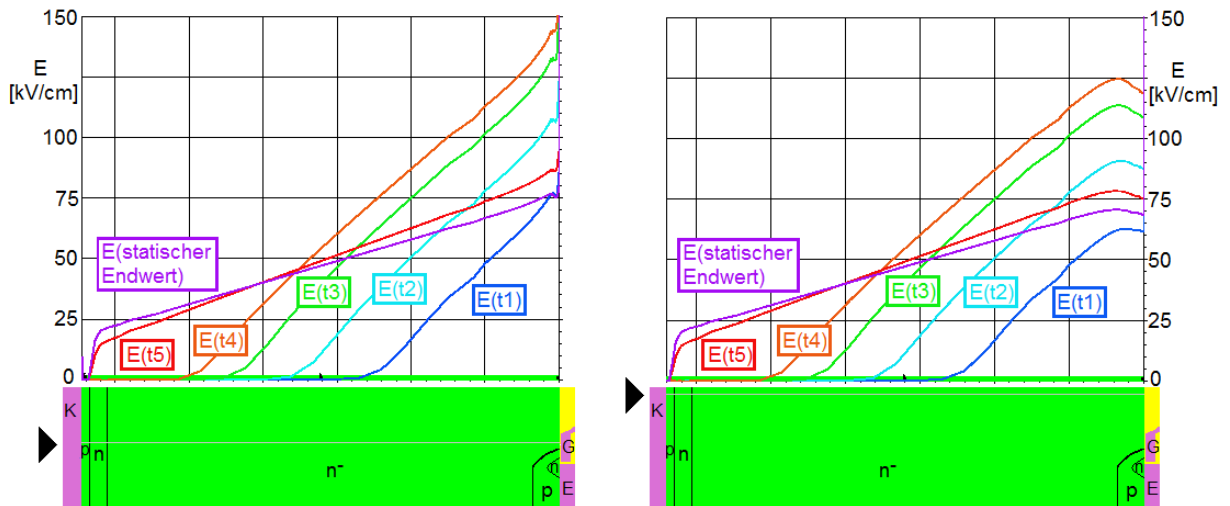 150
E
[kV/cm]
100
75
50
25
0
E(statischer
Endwert)
E(t5)
E(t4)
E(t3)
E(t2)
E(t1)
K
p
n
n-
p
n
G
E
150
E
[kV/cm]
100
75
50
25
0
E(statischer
Endwert)
E(t5)
E(t4)
E(t3)
E(t2)
E(t1)
K
p
n
n-
p
n
G
E